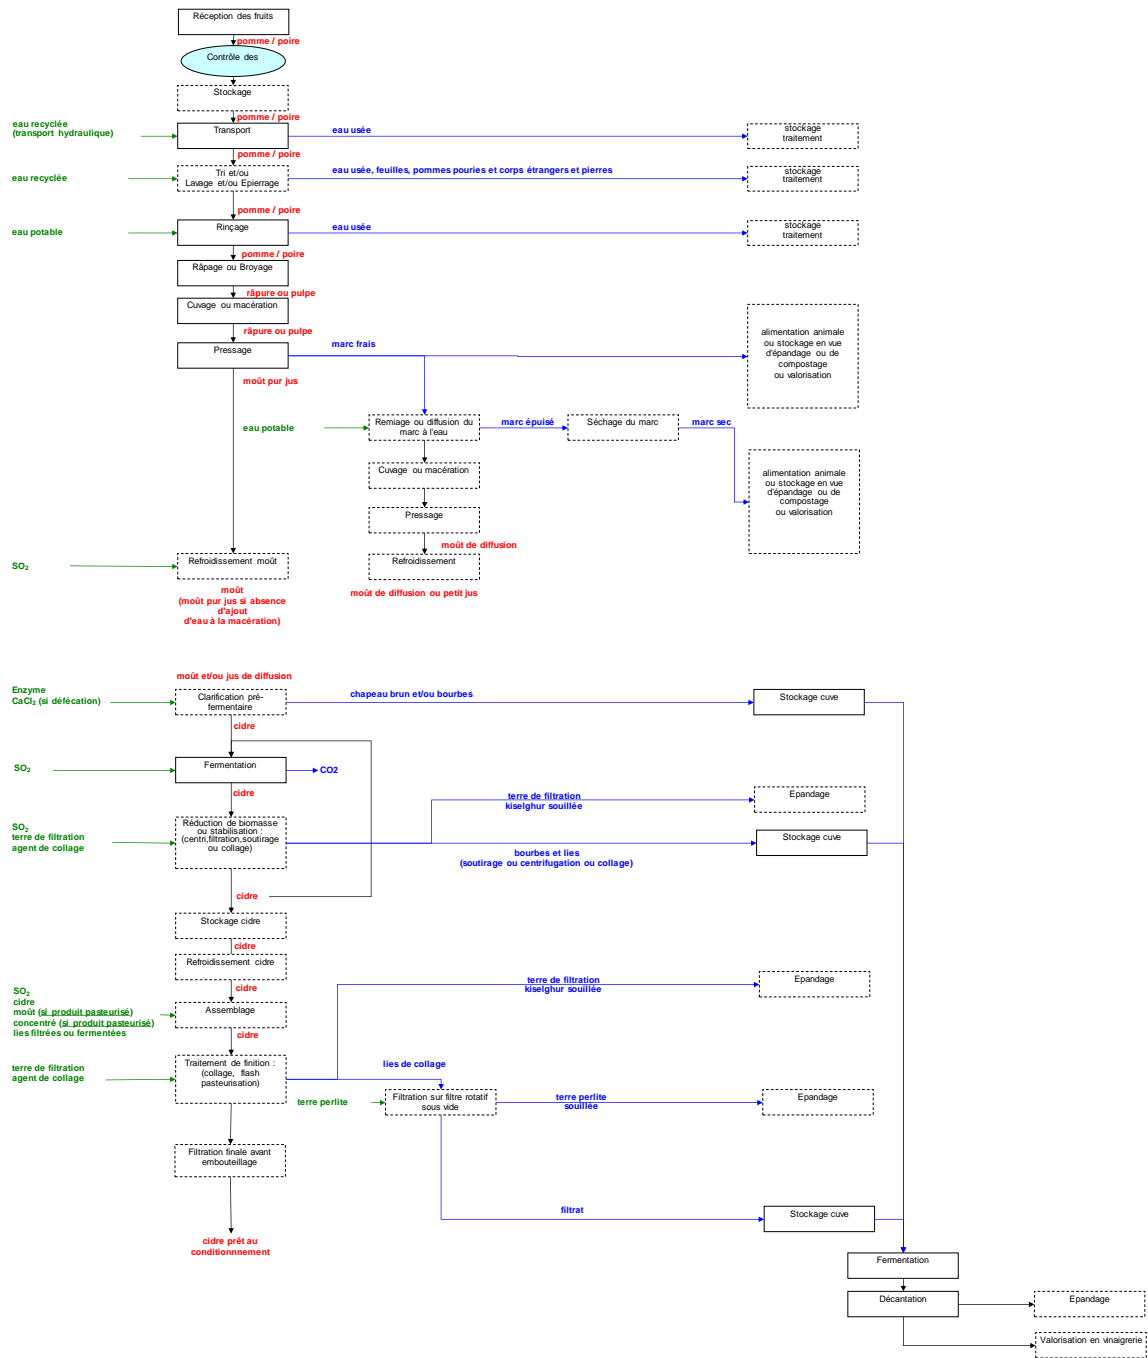 Réception des fruits
pomme / poire
Contrôle des
Stockage
pomme / poire
eau recyclée
(transport hydraulique)
Transport
eau usée
stockage
traitement
pomme / poire
eau recyclée
Tri et/ou
Lavage et/ou Epierrage
eau usée, feuilles, pommes pouries et corps étrangers et pierres
stockage
traitement
pomme / poire
eau potable
Rinçage
eau usée
stockage
traitement
pomme / poire
Râpage ou Broyage
râpure ou pulpe
Cuvage ou macération
râpure ou pulpe
Pressage
marc frais
alimentation animale
ou stockage en vue
d'épandage ou de
compostage
ou valorisation
moût pur jus
eau potable
Remiage ou diffusion du
marc à l'eau
marc épuisé
Séchage du marc
marc sec
Cuvage ou macération
alimentation animale
ou stockage en vue
d'épandage ou de
compostage
ou valorisation
Pressage
moût de diffusion
SO₂
Refroidissement moût
Refroidissement
moût
(moût pur jus si absence
d'ajout
d'eau à la macération)
moût de diffusion ou petit jus
moût et/ou jus de diffusion
Enzyme
CaCl₂ (si défécation)
Clarification pré-
fermentaire
chapeau brun et/ou bourbes
Stockage cuve
cidre
SO₂
Fermentation
CO2
cidre
terre de filtration
kiselghur souillée
Epandage
SO₂
terre de filtration
agent de collage
Réduction de biomasse
ou stabilisation :
(centri,filtration,soutirage
ou collage)
bourbes et lies
(soutirage ou centrifugation ou collage)
Stockage cuve
cidre
Stockage cidre
cidre
Refroidissement cidre
cidre
terre de filtration
kiselghur souillée
Epandage
SO₂
cidre
moût (si produit pasteurisé)
concentré (si produit pasteurisé)
lies filtrées ou fermentées
Assemblage
cidre
terre de filtration
agent de collage
Traitement de finition :
(collage, flash
pasteurisation)
lies de collage
terre perlite
Filtration sur filtre rotatif
sous vide
terre perlite
souillée
Epandage
Filtration finale avant
embouteillage
filtrat
Stockage cuve
cidre prêt au
conditionnnement
Fermentation
Décantation
Epandage
Valorisation en vinaigrerie